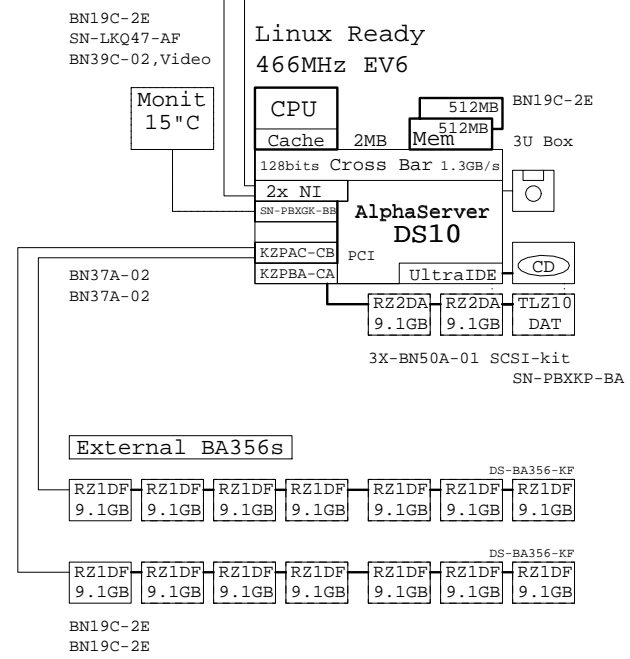 BN19C-2E
SN-LKQ47-AF
BN39C-02,Video
Linux Ready
466MHz EV6
Monit
15"C
CPU
Cache
2MB
512MB
512MB
Mem
BN19C-2E
3U Box
128bits Cross Bar 1.3GB/s
2x NI
SN-PBXGK-BB
AlphaServer
DS10
KZPAC-CB
PCI
KZPBA-CA
UltraIDE
CD
BN37A-02
BN37A-02
RZ2DA RZ2DA TLZ10
9.1GB 9.1GB DAT
3X-BN50A-01 SCSI-kit
SN-PBXKP-BA
External BA356s
DS-BA356-KF
RZ1DF RZ1DF RZ1DF RZ1DF RZ1DF RZ1DF RZ1DF
9.1GB 9.1GB 9.1GB 9.1GB 9.1GB 9.1GB 9.1GB
DS-BA356-KF
RZ1DF RZ1DF RZ1DF RZ1DF RZ1DF RZ1DF RZ1DF
9.1GB 9.1GB 9.1GB 9.1GB 9.1GB 9.1GB 9.1GB
BN19C-2E
BN19C-2E